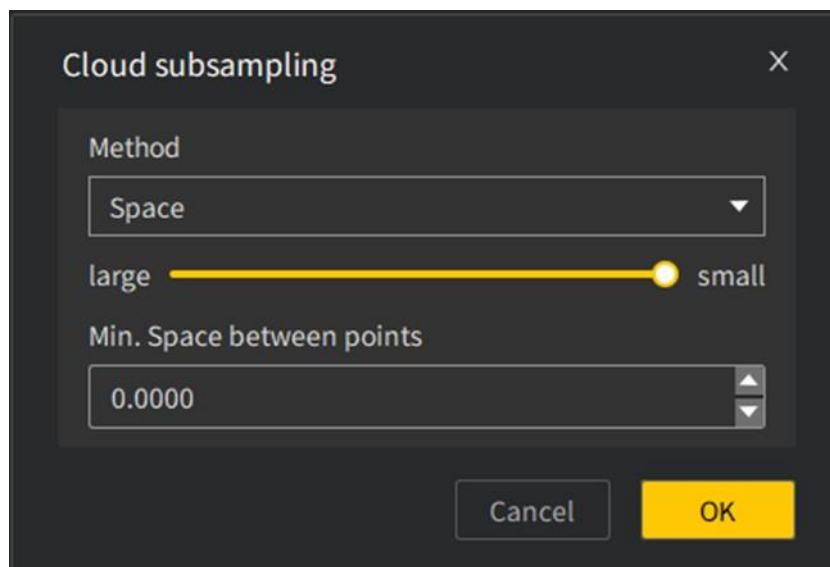 Cloud subsampling
Method
Space
large small
Min. Space between points
0.0000
Cancel OK